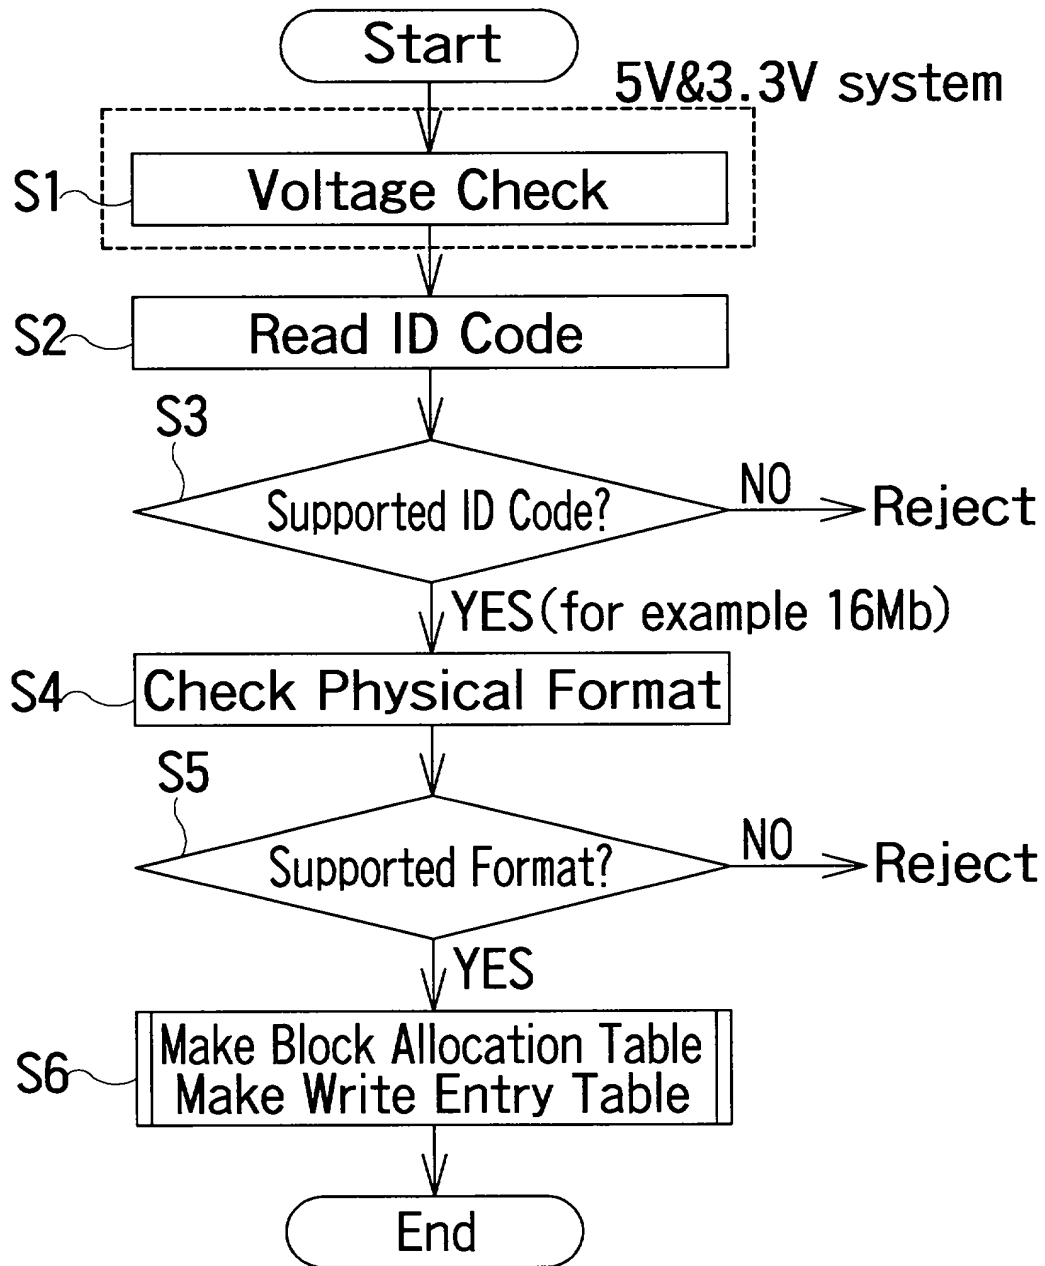 Start
5V&3.3V system
S1
Voltage Check
S2
Read ID Code
S3
Supported ID Code?
NO
Reject
YES(for example 16Mb)
S4
Check Physical Format
S5
Supported Format?
NO
Reject
YES
S6
Make Block Allocation Table
Make Write Entry Table
End